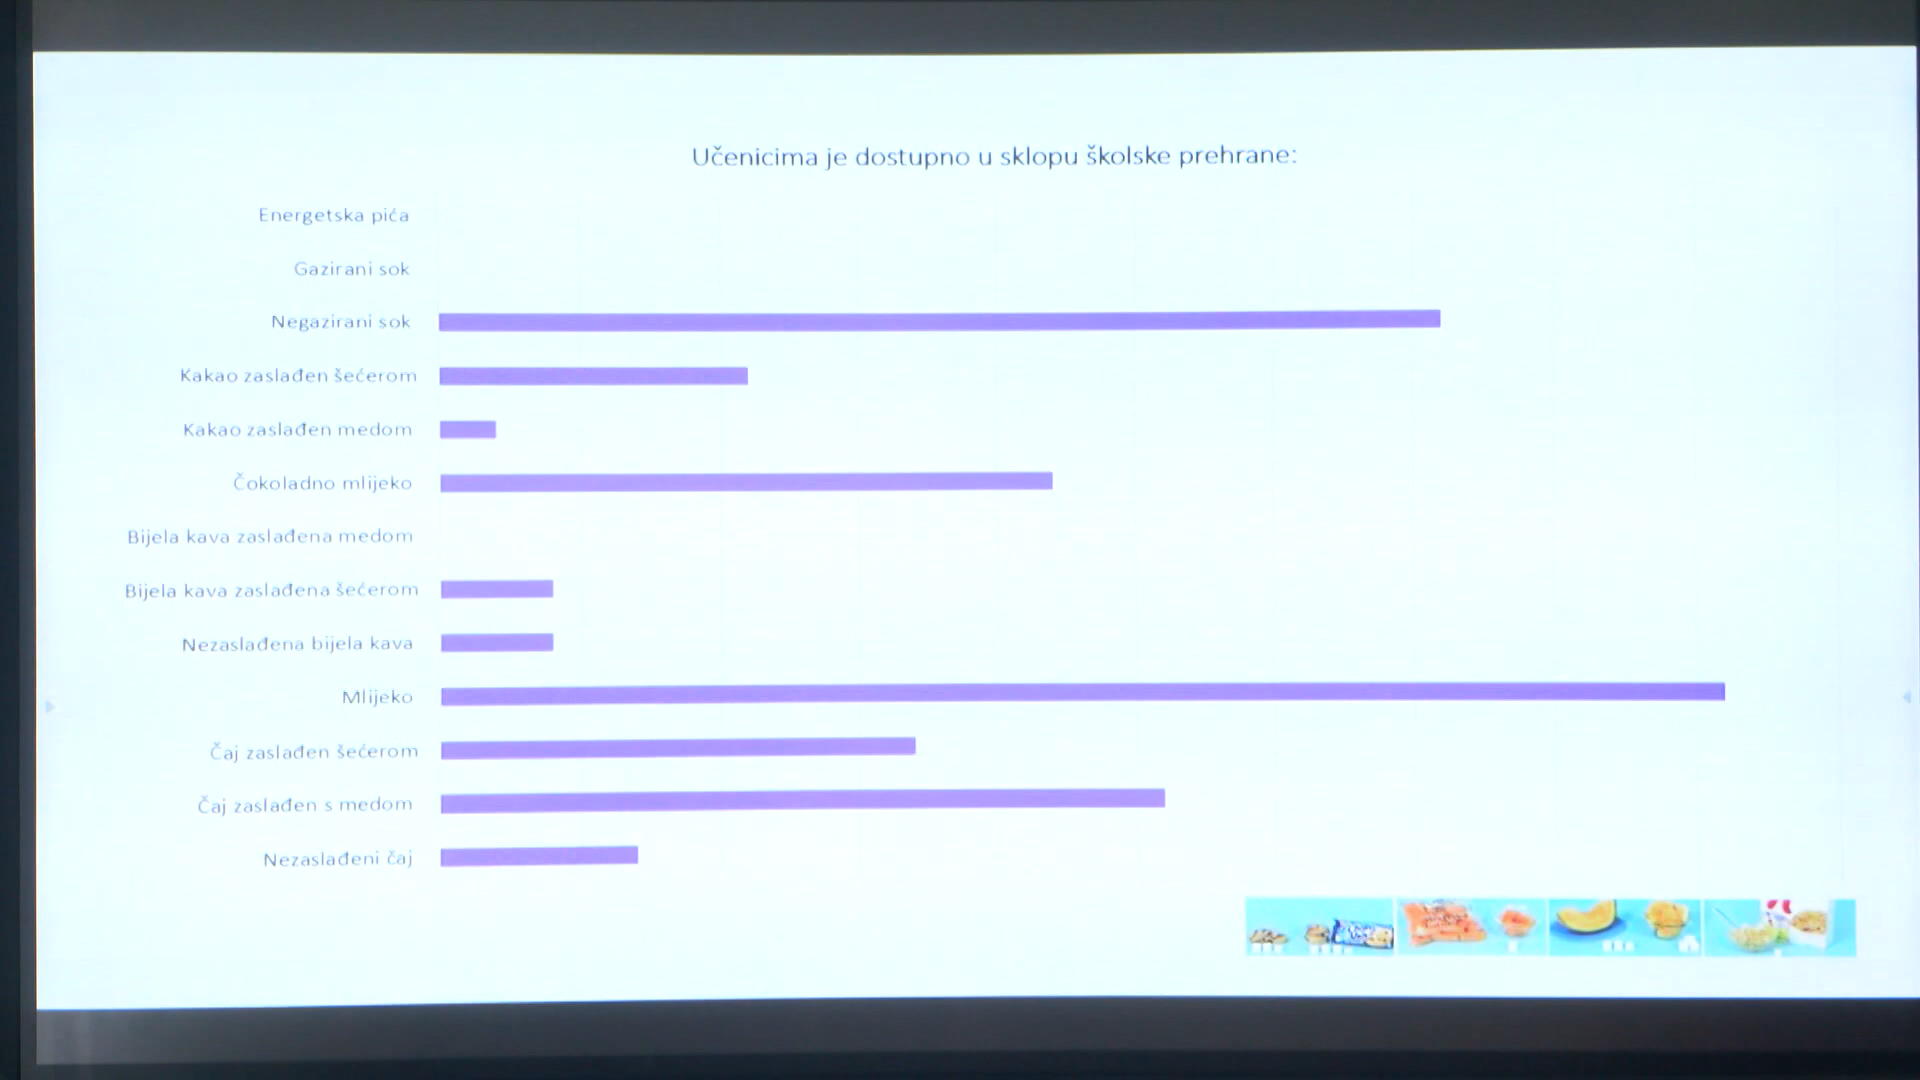 Učenicima je dostupno u sklopu školske prehrane:
Energetska pića
Gazirani sok
Negazirani sok
Kakao zaslađen šećerom
Kakao zaslađen medom
Čokoladno mlijeko
Bijela kava zaslađena medom
Bijela kava zaslađena šećerom
Nezaslađena bijela kava
Mlijeko
Čaj zaslađen šećerom
Čaj zaslađen s medom
Nezaslađeni čaj